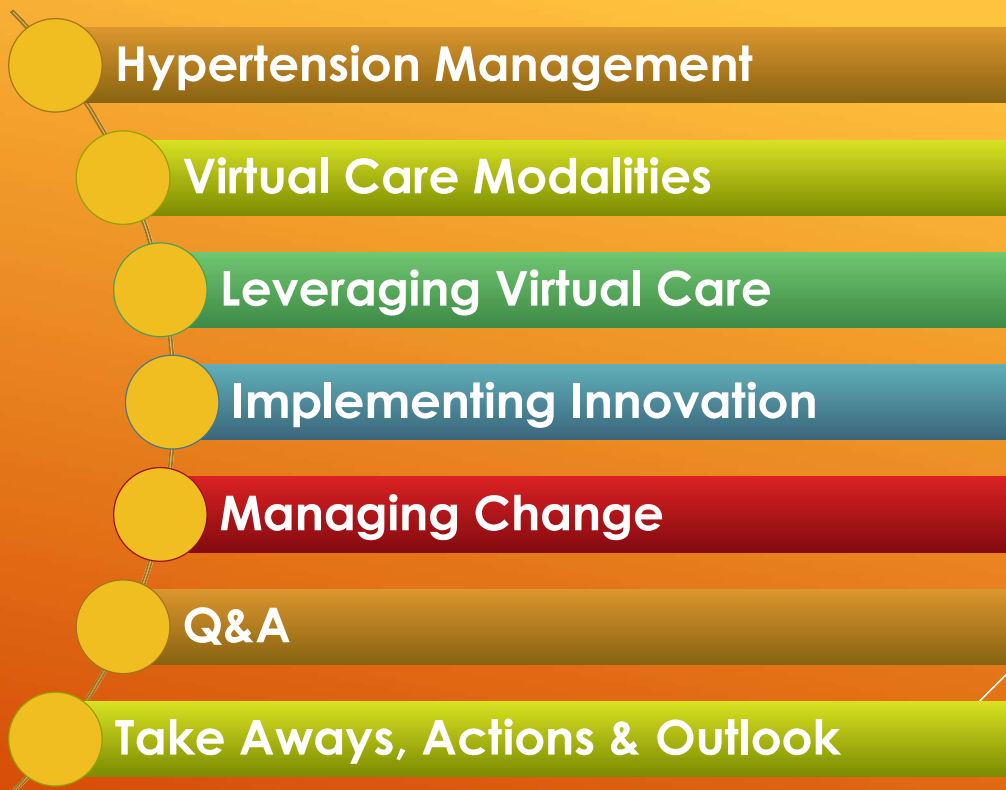 Hypertension Management
Virtual Care Modalities
Leveraging Virtual Care
Implementing Innovation
Managing Change
Q&A
Take Aways, Actions & Outlook